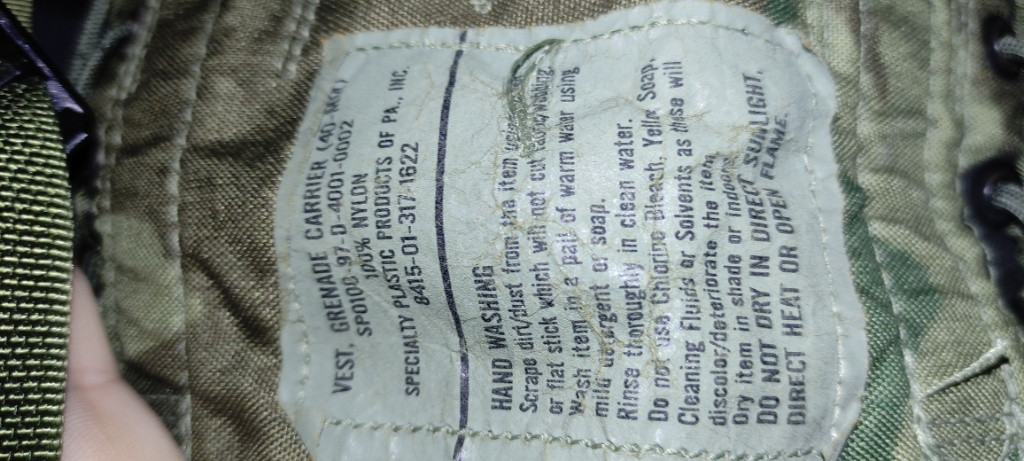 VEST, GRENADE CARRIER (40 MM)
SPO100-97-D-4001-0002
100% NYLON
SPECIALTY PLASTIC PRODUCTS OF PA., INC.
8415-01-317-1622
HAND WASHING
Scrape dirt/dust from the item
or flat stick which will not cut
Wash item in a pail of warm water using
mild detergent or soap.
Rinse thoroughly in clean water.
Do not use Chlorine Bleach, Yellow Soap,
Cleaning Fluids or Solvents as these will
discolor/deteriorate the item.
Dry item in shade or indoors
DO NOT DRY IN DIRECT SUNLIGHT,
DIRECT HEAT OR OPEN FLAME.